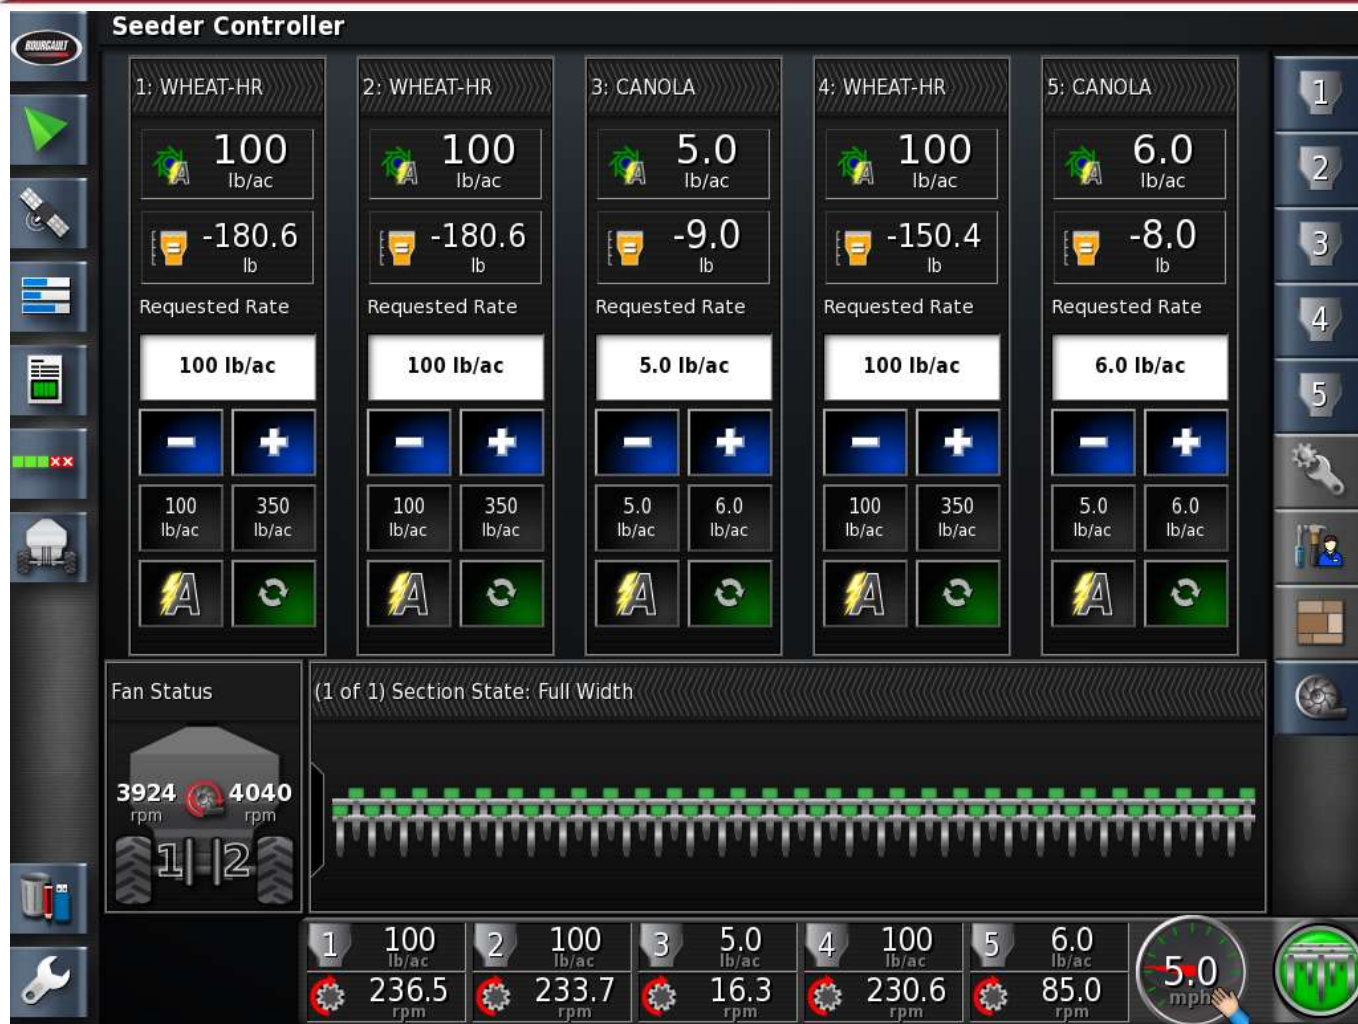 BOURGAULT
Seeder Controller
1: WHEAT-HR
100
lb/ac
-180.6
lb
Requested Rate
100 lb/ac
100 lb/ac
350 lb/ac
A
2: WHEAT-HR
100
lb/ac
-180.6
lb
Requested Rate
100 lb/ac
100 lb/ac
350 lb/ac
A
3: CANOLA
5.0
lb/ac
-9.0
lb
Requested Rate
5.0 lb/ac
5.0 lb/ac
6.0 lb/ac
A
4: WHEAT-HR
100
lb/ac
-150.4
lb
Requested Rate
100 lb/ac
100 lb/ac
350 lb/ac
A
5: CANOLA
6.0
lb/ac
-8.0
lb
Requested Rate
6.0 lb/ac
5.0 lb/ac
6.0 lb/ac
A
1
2
3
4
5
Fan Status
3924 rpm
4040 rpm
1 2
(1 of 1) Section State: Full Width
1 100 lb/ac
236.5 rpm
2 100 lb/ac
233.7 rpm
3 5.0 lb/ac
16.3 rpm
4 100 lb/ac
230.6 rpm
5 6.0 lb/ac
85.0 rpm
5.0
mph